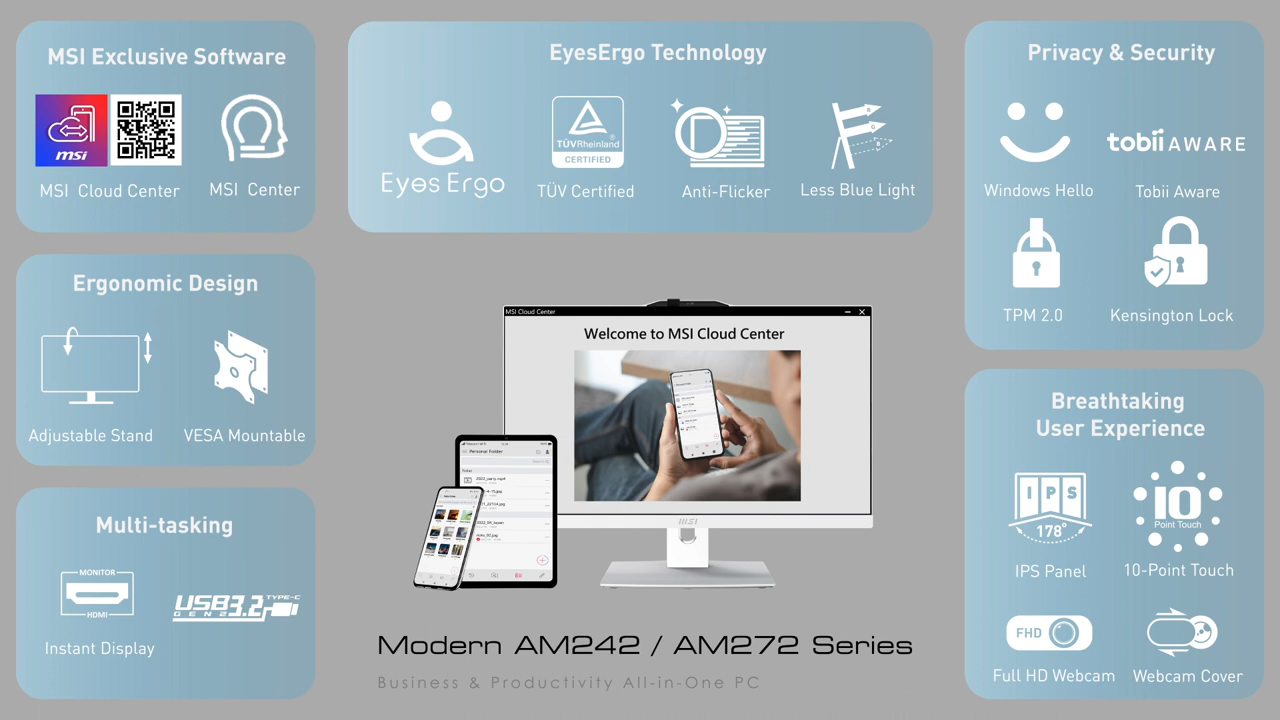 MSI Exclusive Software
msi
MSI Cloud Center
MSI Center
EyesErgo Technology
Eyes Ergo
TÜVRheinland
CERTIFIED
TÜV Certified
Anti-Flicker
Less Blue Light
Privacy & Security
Windows Hello
tobii AWARE
Tobii Aware
TPM 2.0
Kensington Lock
Ergonomic Design
Adjustable Stand
VESA Mountable
Multi-tasking
MONITOR
HDMI
Instant Display
USB3.2
GEN2
TYPE-C
MSI Cloud Center
Welcome to MSI Cloud Center
Personal Folder
msi
Modern AM242 / AM272 Series
Business & Productivity All-in-One PC
Breathtaking
User Experience
IPS
178°
IPS Panel
10
Point Touch
10-Point Touch
FHD
Full HD Webcam
Webcam Cover